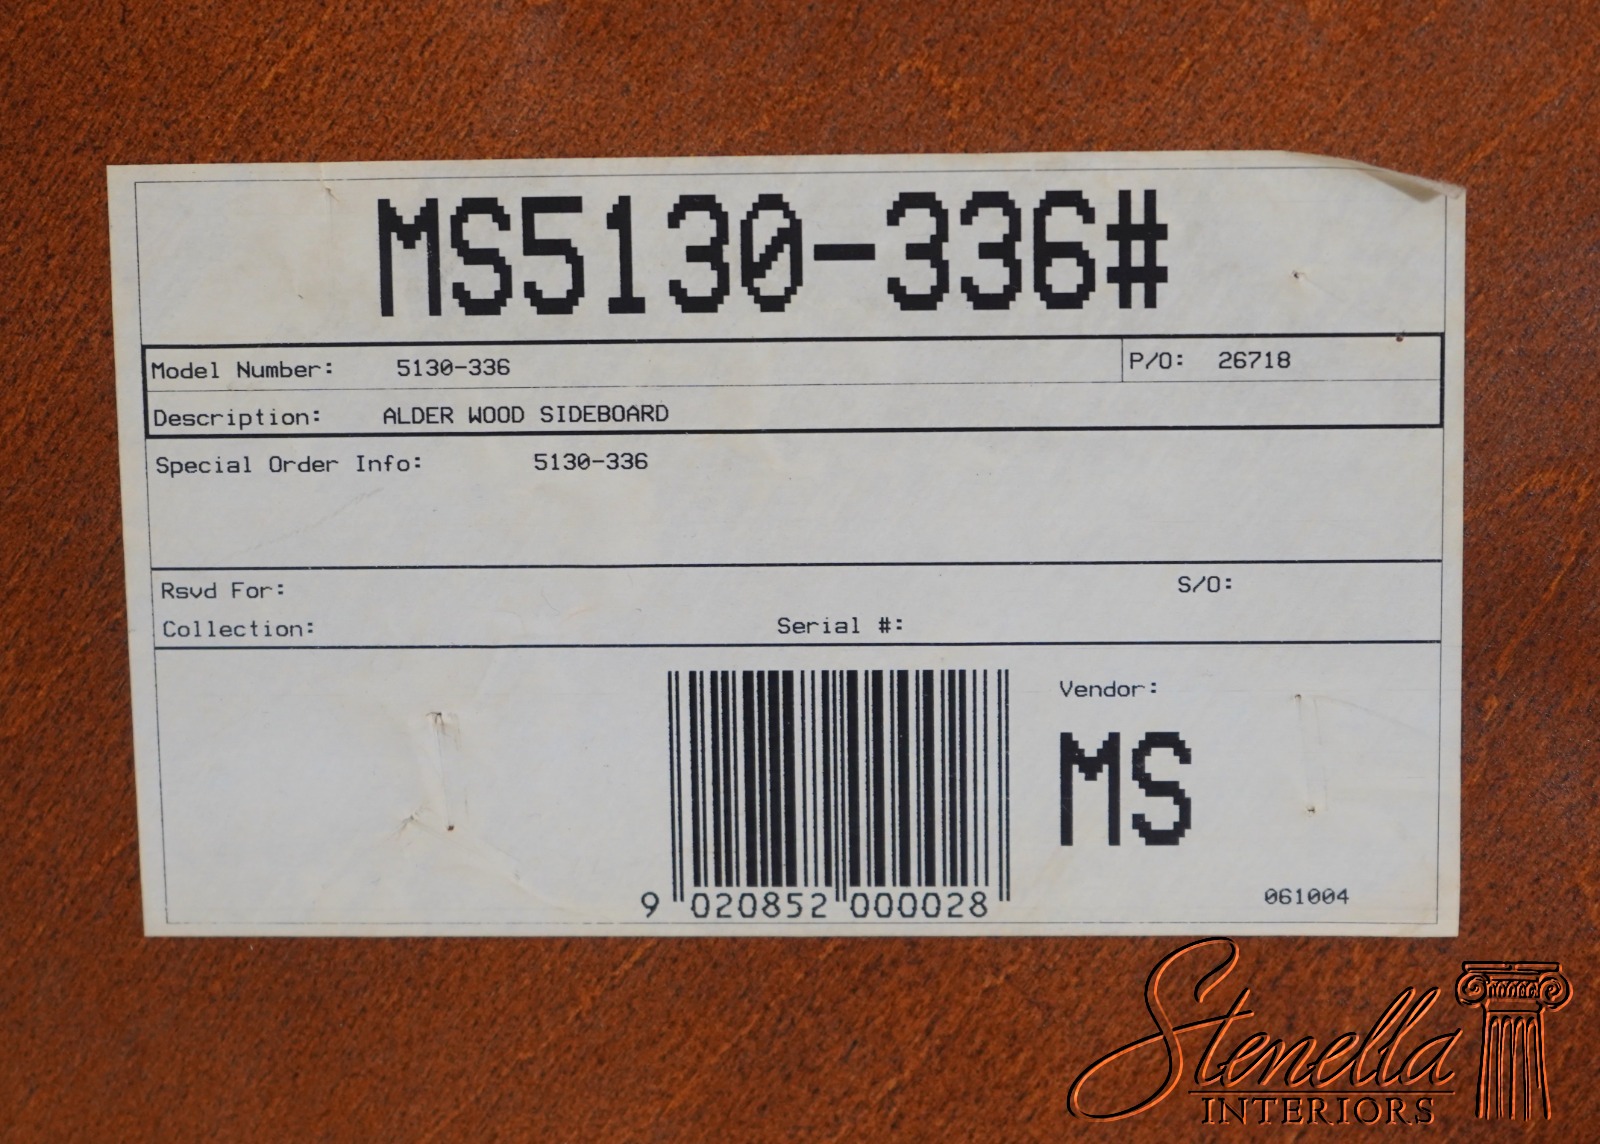 MS5130-336#
Model Number: 5130-336 P/O: 26718
Description: ALDER WOOD SIDEBOARD
Special Order Info: 5130-336
Rsvd For: S/O:
Collection: Serial #:
Vendor:
MS
9 020852 000028
061004
Stenella
INTERIORS